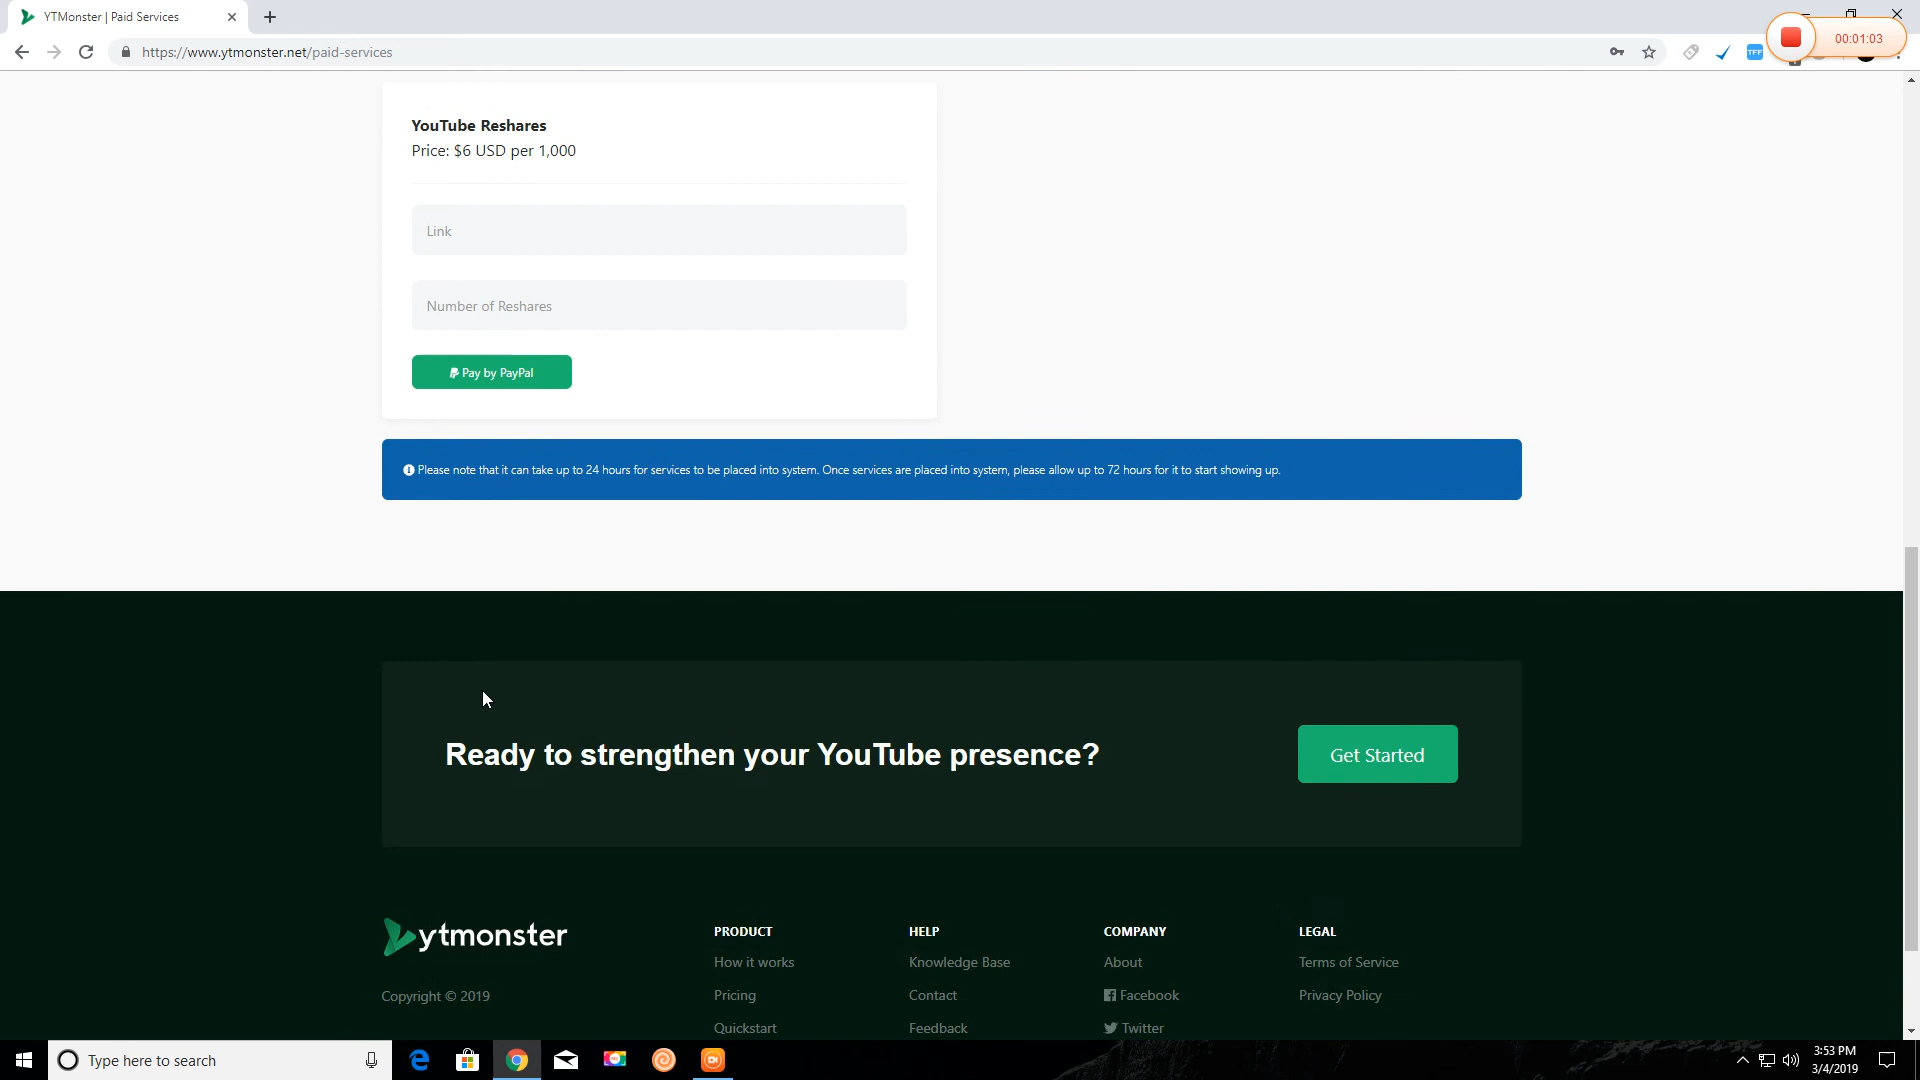 YTMonster | Paid Services
https://www.ytmonster.net/paid-services
TFF
00:01:03
YouTube Reshares
Price: $6 USD per 1,000
Link
Number of Reshares
Pay by PayPal
Please note that it can take up to 24 hours for services to be placed into system. Once services are placed into system, please allow up to 72 hours for it to start showing up.
Ready to strengthen your YouTube presence?
Get Started
ytmonster
Copyright © 2019
PRODUCT
How it works
Pricing
Quickstart
HELP
Knowledge Base
Contact
Feedback
COMPANY
About
Facebook
Twitter
LEGAL
Terms of Service
Privacy Policy
Type here to search
3:53 PM
3/4/2019